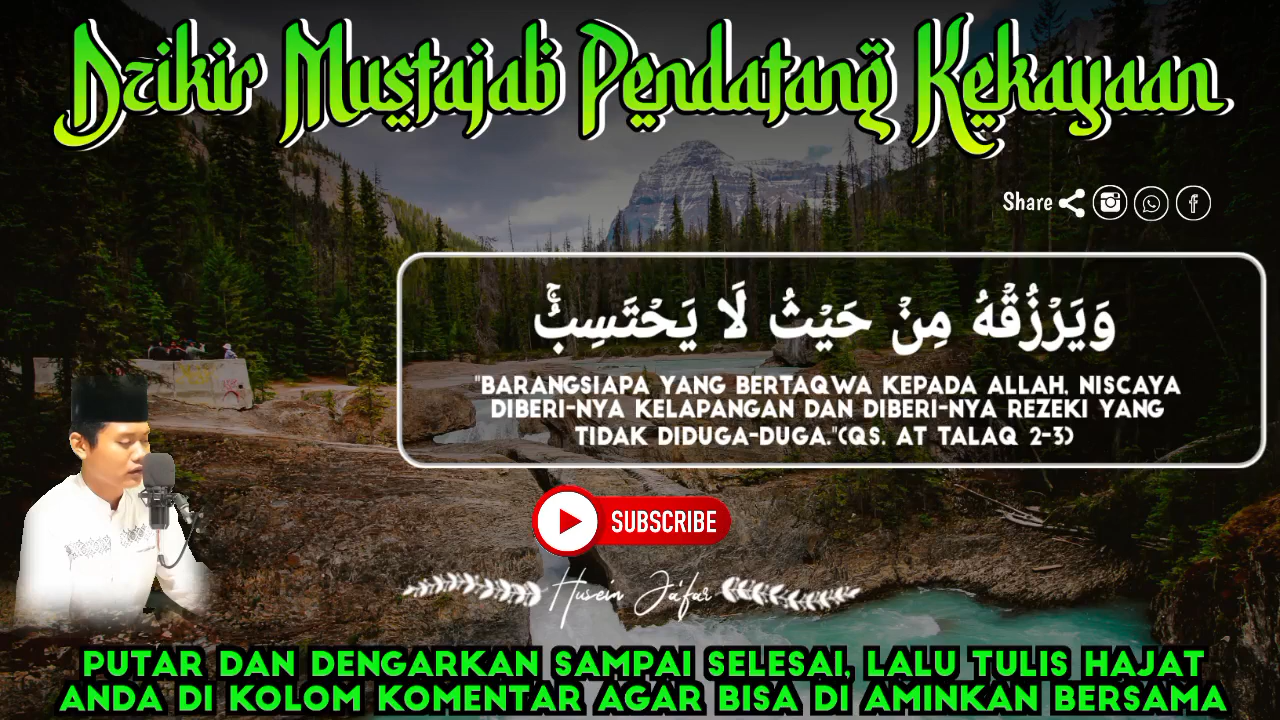 Dzikir Mustajab Pendatang Kekayaan
Share
وَيَرْزُقْهُ مِنْ حَيْثُ لَا يَحْتَسِبُۚ
"BARANGSIAPA YANG BERTAQWA KEPADA ALLAH, NISCAYA
DIBERI-NYA KELAPANGAN DAN DIBERI-NYA REZEKI YANG
TIDAK DIDUGA-DUGA."(QS. AT TALAQ 2-3)
SUBSCRIBE
Husein Ja'far
PUTAR DAN DENGARKAN SAMPAI SELESAI, LALU TULIS HAJAT
ANDA DI KOLOM KOMENTAR AGAR BISA DI AMINKAN BERSAMA